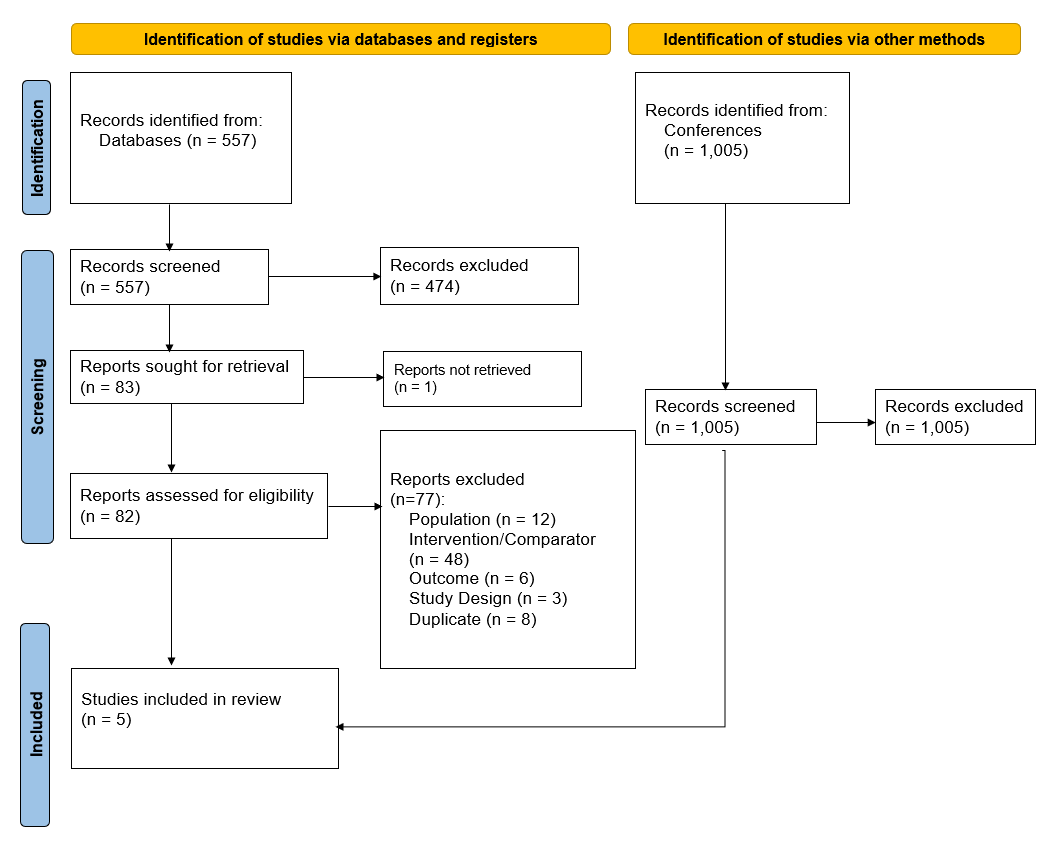 Identification of studies via databases and registers
Identification of studies via other methods
Identification
Records identified from:
Databases (n = 557)
Records identified from:
Conferences
(n = 1,005)
Screening
Records screened
(n = 557)
Records excluded
(n = 474)
Reports sought for retrieval
(n = 83)
Reports not retrieved
(n = 1)
Records screened
(n = 1,005)
Records excluded
(n = 1,005)
Reports assessed for eligibility
(n = 82)
Reports excluded
(n=77):
Population (n = 12)
Intervention/Comparator
(n = 48)
Outcome (n = 6)
Study Design (n = 3)
Duplicate (n = 8)
Included
Studies included in review
(n = 5)